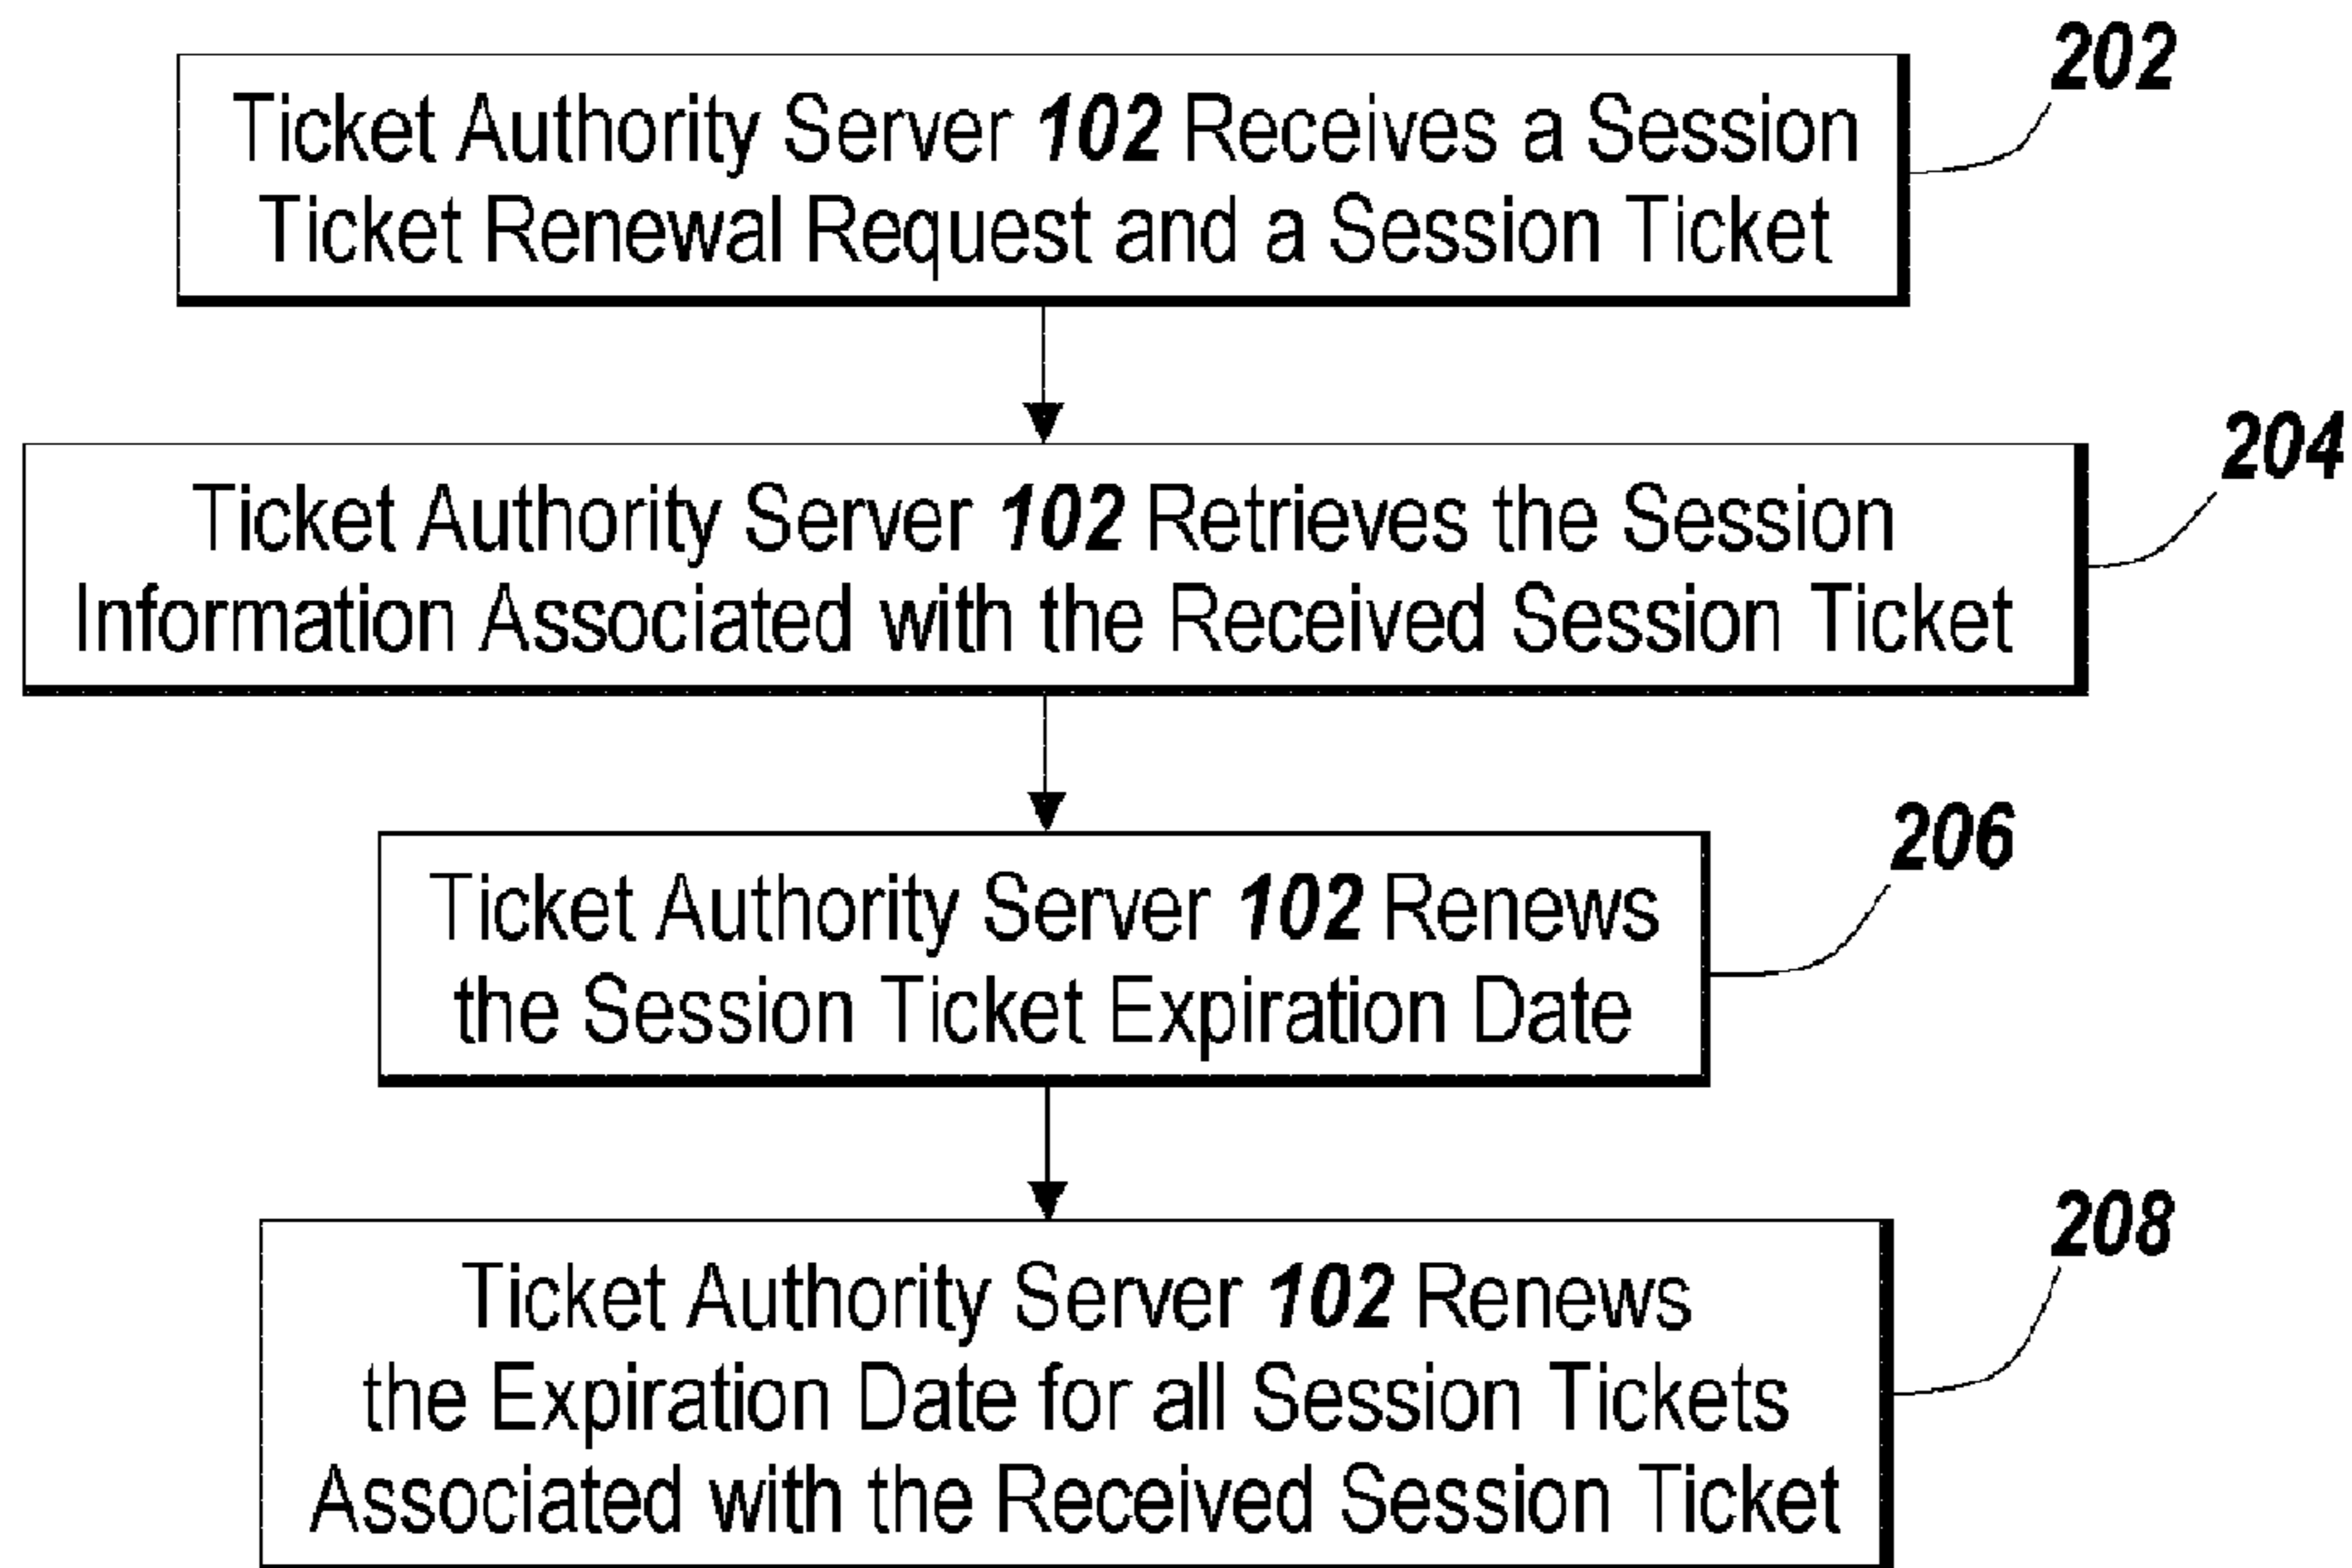 202
Ticket Authority Server 102 Receives a Session
Ticket Renewal Request and a Session Ticket
204
Ticket Authority Server 102 Retrieves the Session
Information Associated with the Received Session Ticket
206
Ticket Authority Server 102 Renews
the Session Ticket Expiration Date
208
Ticket Authority Server 102 Renews
the Expiration Date for all Session Tickets
Associated with the Received Session Ticket